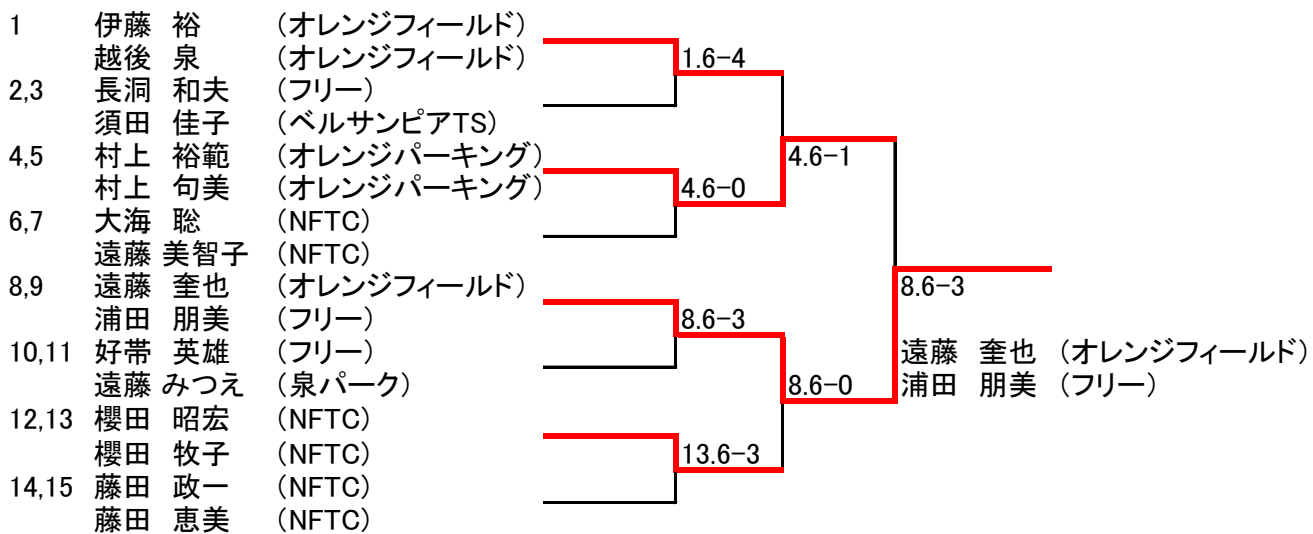 1 伊藤 裕 （オレンジフィールド）
越後 泉 （オレンジフィールド）
1.6-4
2,3 長洞 和夫 （フリー）
須田 佳子 （ベルサンピアTS）
4,5 村上 裕範 （オレンジパーキング）
4.6-1
村上 句美 （オレンジパーキング）
4.6-0
6,7 大海 聡 （NFTC）
遠藤 美智子 （NFTC）
8,9 遠藤 奎也 （オレンジフィールド）
8.6-3
浦田 朋美 （フリー）
8.6-3
10,11 好帯 英雄 （フリー）
遠藤 奎也 （オレンジフィールド）
遠藤 みつえ （泉パーク）
8.6-0
浦田 朋美 （フリー）
12,13 櫻田 昭宏 （NFTC）
櫻田 牧子 （NFTC）
13.6-3
14,15 藤田 政一 （NFTC）
藤田 恵美 （NFTC）